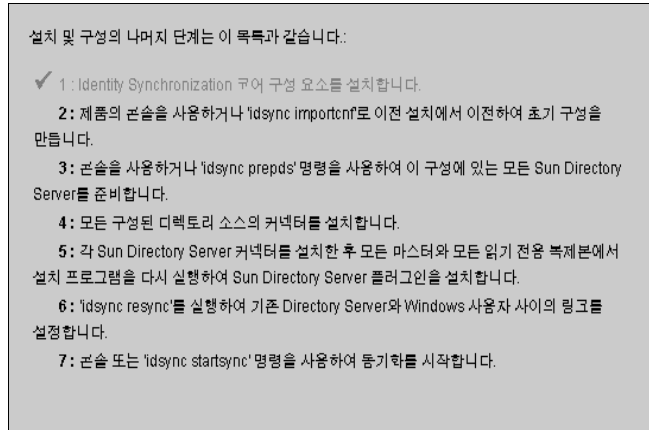 설치 및 구성의 나머지 단계는 이 목록과 같습니다.:
✓ 1 : Identity Synchronization 코어 구성 요소를 설치합니다.
2 : 제품의 콘솔을 사용하거나 'idsync importcnf'로 이전 설치에서 이전하여 초기 구성을
만듭니다.
3 : 콘솔을 사용하거나 'idsync prepds' 명령을 사용하여 이 구성에 있는 모든 Sun Directory
Server를 준비합니다.
4 : 모든 구성된 디렉토리 소스의 커넥터를 설치합니다.
5 : 각 Sun Directory Server 커넥터를 설치한 후 모든 마스터와 모든 읽기 전용 복제본에서
설치 프로그램을 다시 실행하여 Sun Directory Server 플러그인을 설치합니다.
6 : 'idsync resync'를 실행하여 기존 Directory Server와 Windows 사용자 사이의 링크를
설정합니다.
7 : 콘솔 또는 'idsync startsync' 명령을 사용하여 동기화를 시작합니다.